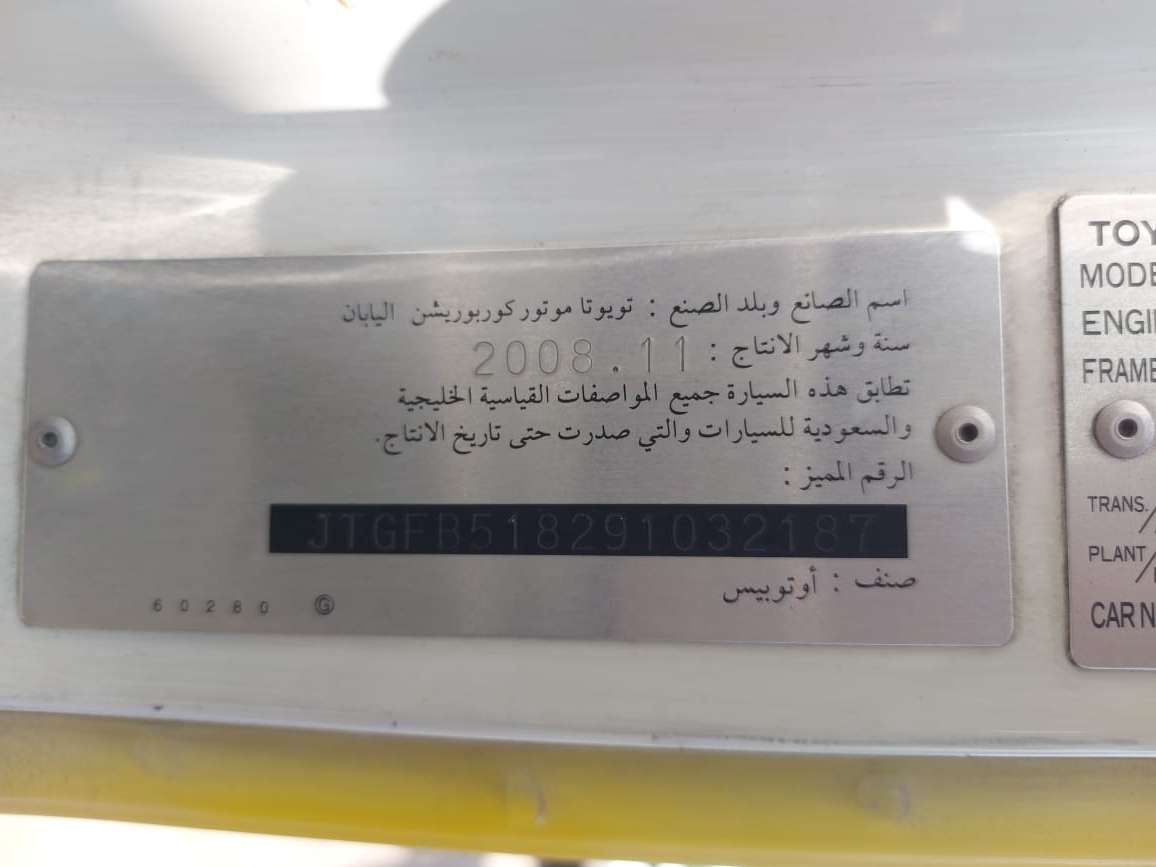 اسم الصانع وبلد الصنع : تويوتا موتور كوربوريشن اليابان
سنة وشهر الانتاج : 2008.11
تطابق هذه السيارة جميع المواصفات القياسية الخليجية
والسعودية للسيارات والتي صدرت حتى تاريخ الانتاج.
الرقم المميز :
JTGFB518291032187
صنف : أوتوبيس
60280 G
TOY
MODE
ENGI
FRAME
TRANS./
PLANT/
CAR N